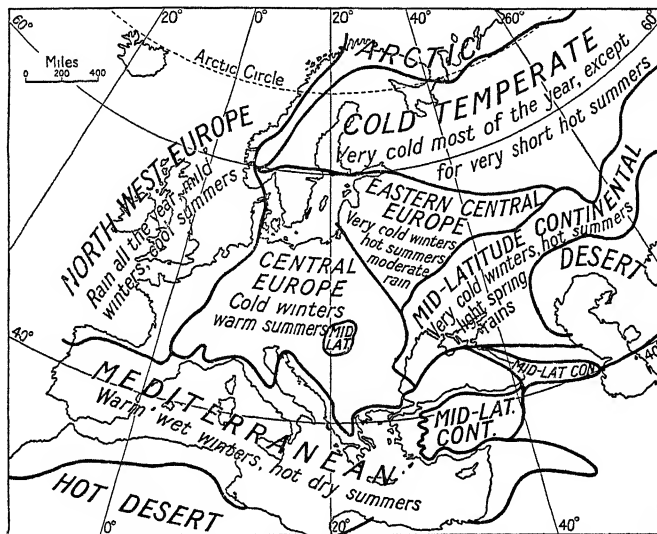 60°
0°
20°
40°
60°
60°
Miles
0 200 400
Arctic Circle
ARCTIC
COLD TEMPERATE
Very cold most of the year, except
for very short hot summers
NORTH WEST EUROPE
Rain all the year, mild
winters, cool summers
EASTERN CENTRAL
EUROPE
Very cold winters
hot summers
moderate
rain
MID-LATITUDE CONTINENTAL
Very cold winters, hot summers
light spring
rains
DESERT
CENTRAL
EUROPE
Cold winters
warm summers
MID
LAT.
40°
40
MID-LAT CON.
MID-LAT.
CONT.
MEDITERRANEAN
Warm, wet winters, hot dry summers
HOT DESERT
0°
20°
40°